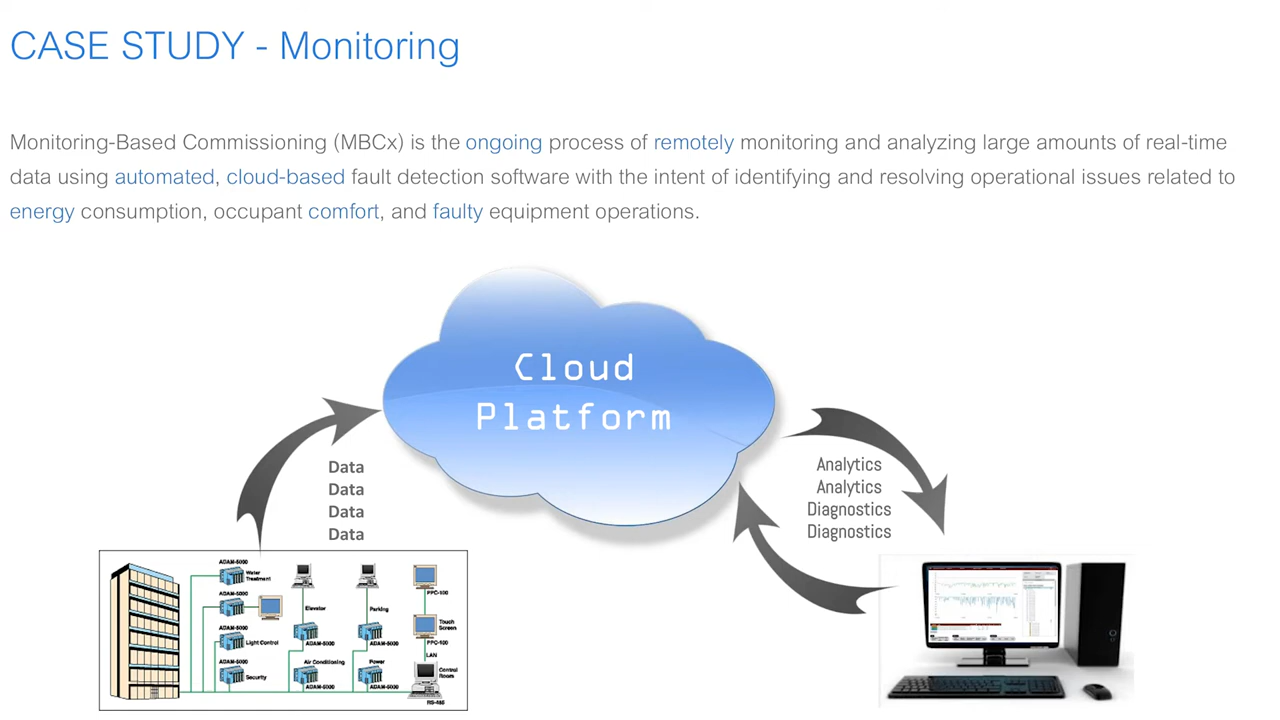 CASE STUDY - Monitoring
Monitoring-Based Commissioning (MBCx) is the ongoing process of remotely monitoring and analyzing large amounts of real-time
data using automated, cloud-based fault detection software with the intent of identifying and resolving operational issues related to
energy consumption, occupant comfort, and faulty equipment operations.
Cloud
Platform
Data
Data
Data
Data
Analytics
Analytics
Diagnostics
Diagnostics
ADAM-5000
Water
Treatment
ADAM-5000
ADAM-5000
Light Control
ADAM-5000
Security
Elevator
ADAM-5000
Air Conditioning
ADAM-5000
Parking
ADAM-5000
Power
ADAM-5000
PPC-100
Touch
Screen
PPC-100
LAN
Control
Room
RS-485